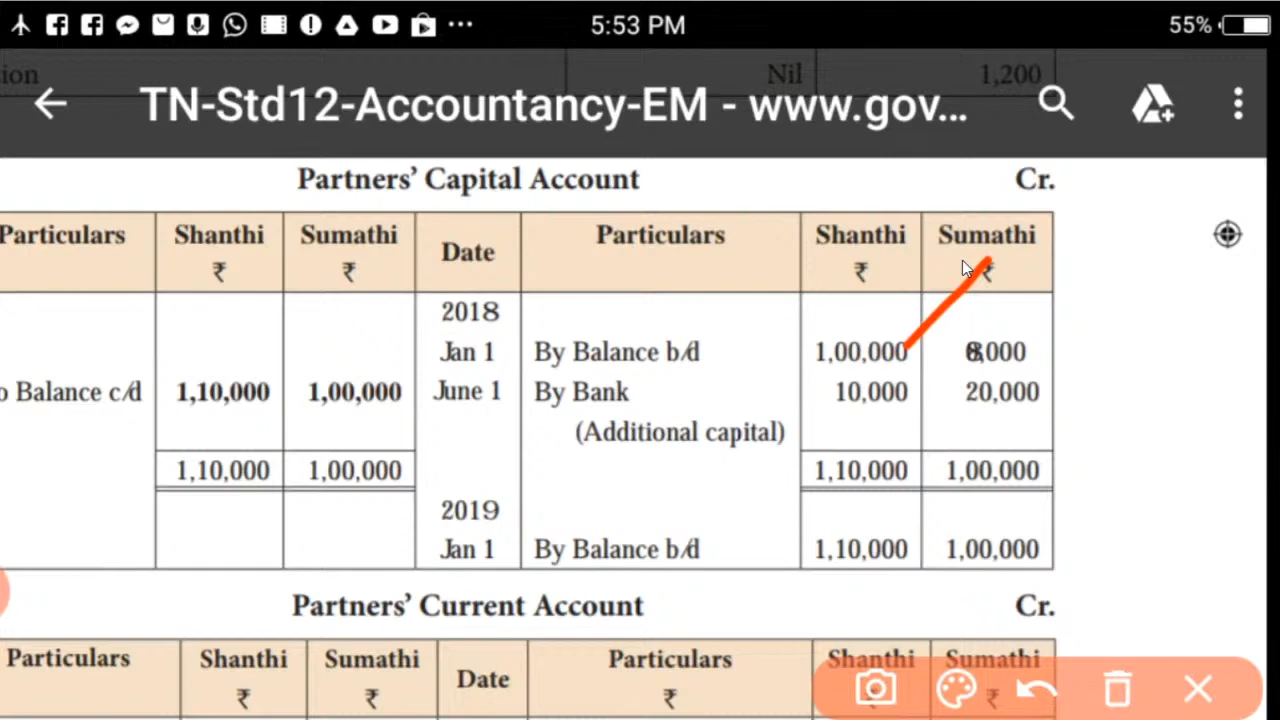 5:53 PM
55%
ion Nil 1,200
TN-Std12-Accountancy-EM - www.gov...
Partners' Capital Account Cr.
Particulars Shanthi Sumathi Date Particulars Shanthi Sumathi
₹ ₹ ₹ ₹
2018
Jan 1 By Balance b/d 1,00,000
o Balance c/d 1,10,000 1,00,000 June 1 By Bank 10,000 20,000
(Additional capital)
1,10,000 1,00,000 1,10,000 1,00,000
2019
Jan 1 By Balance b/d 1,10,000 1,00,000
Partners' Current Account Cr.
Particulars Shanthi Sumathi Date Particulars Shanthi Sumathi
₹ ₹ ₹ ₹ ₹